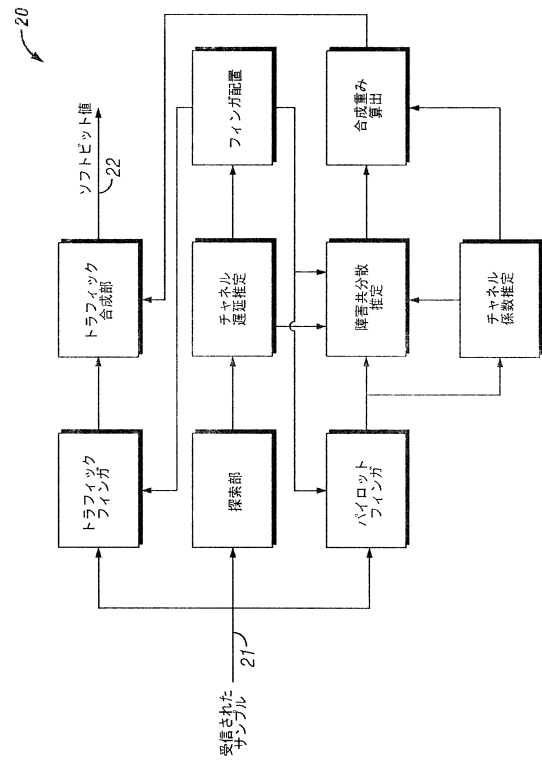 20
受信された
サンプル
21
トラフィック
フィンガ
トラフィック
合成部
ソフトビット値
22
探索部
チャネル
遅延推定
フィンガ配置
パイロット
フィンガ
障害共分散
推定
合成重み
算出
チャネル
係数推定